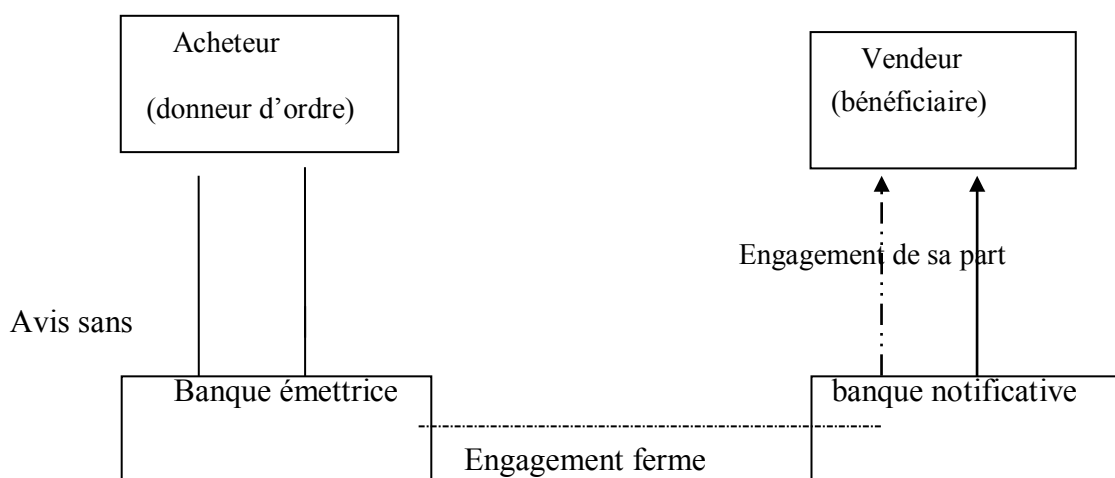 Acheteur
(donneur d’ordre)
Vendeur
(bénéficiaire)
Engagement de sa part
Avis sans
Banque émettrice
banque notificative
Engagement ferme